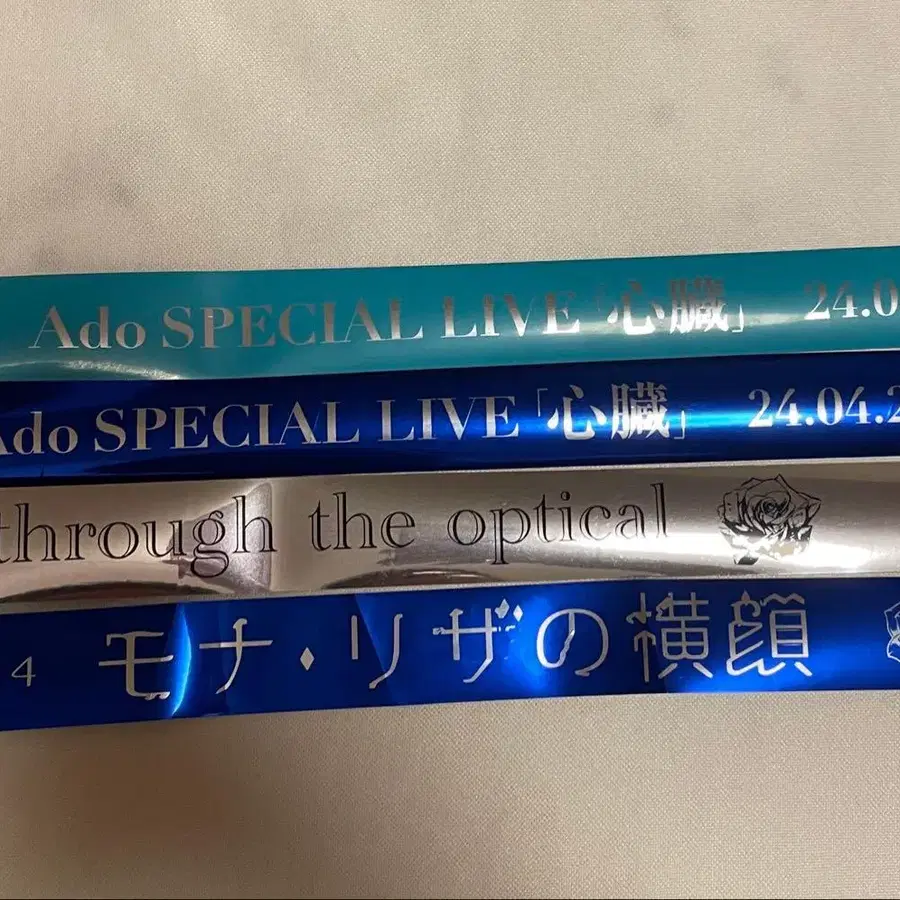 Ado SPECIAL LIVE「心臓」 24.0
Ado SPECIAL LIVE「心臓」 24.04.2
through the optical
4 モナ・リザの横顔